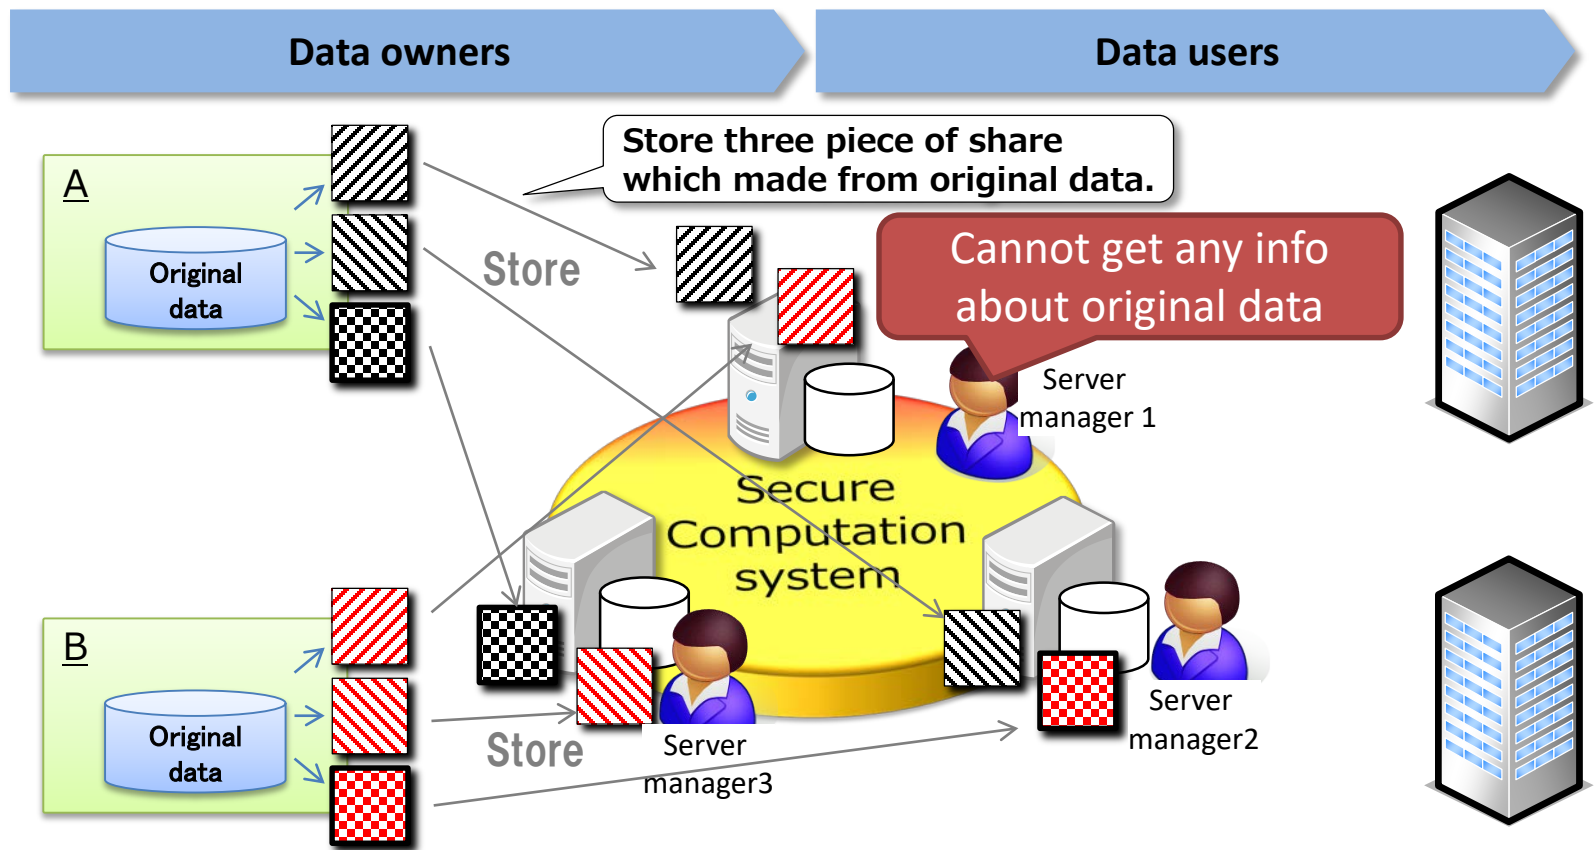 Data owners
Data users
Store three piece of share
which made from original data.
A
Original
data
Store
Cannot get any info
about original data
Server
manager 1
Secure
Computation
system
B
Original
data
Store
Server
manager3
Server
manager2